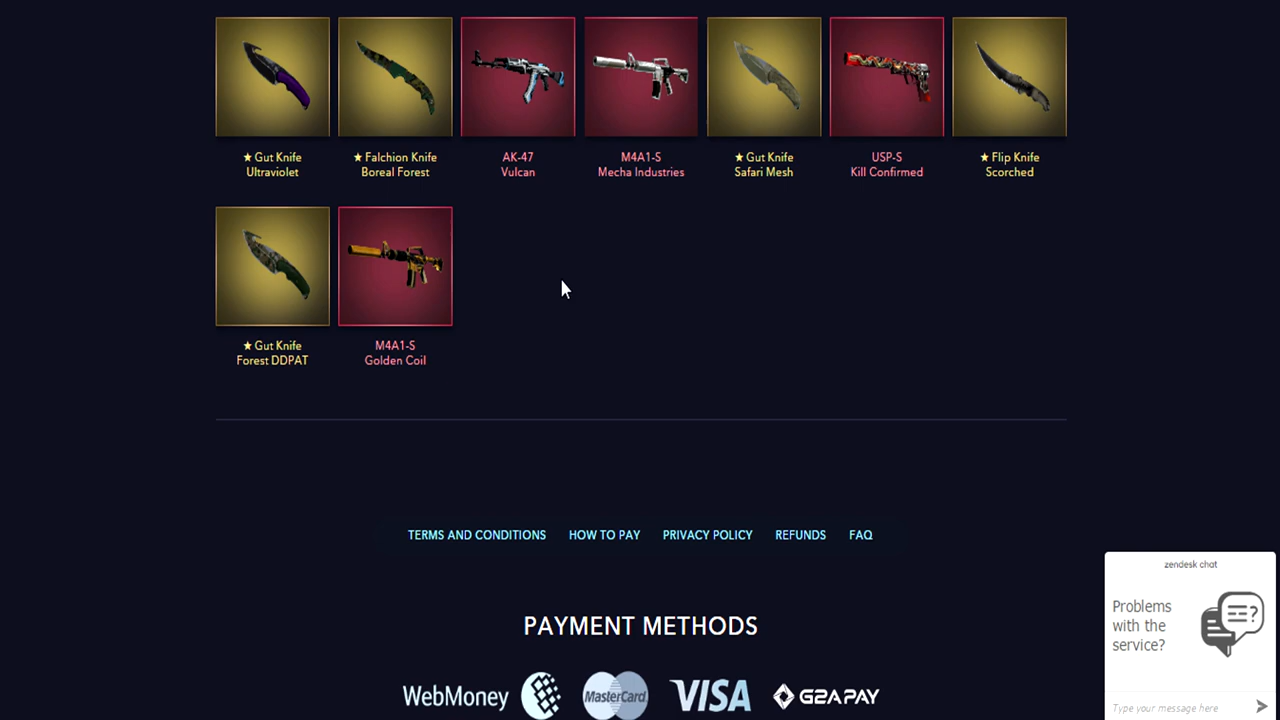 ★ Gut Knife
Ultraviolet
★ Falchion Knife
Boreal Forest
AK-47
Vulcan
M4A1-S
Mecha Industries
★ Gut Knife
Safari Mesh
USP-S
Kill Confirmed
★ Flip Knife
Scorched
★ Gut Knife
Forest DDPAT
M4A1-S
Golden Coil
TERMS AND CONDITIONS HOW TO PAY PRIVACY POLICY REFUNDS FAQ
zendesk chat
Problems
with the
service?
PAYMENT METHODS
WebMoney MasterCard VISA G2A PAY
Type your message here